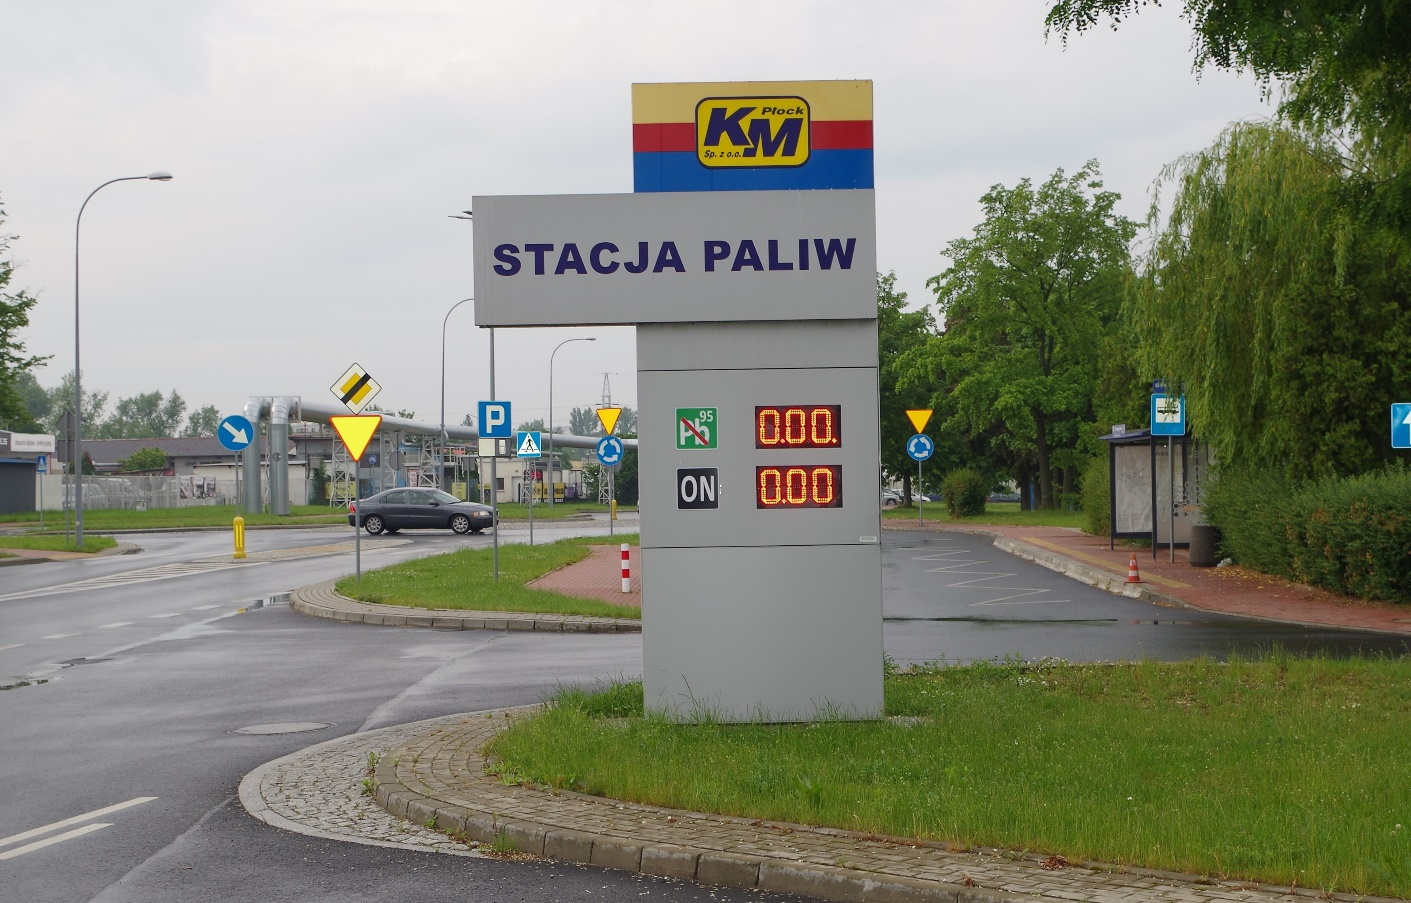 Płock
KM
Sp. z o.o.
STACJA PALIW
Pb 95
0.00.
ON
0.00
P